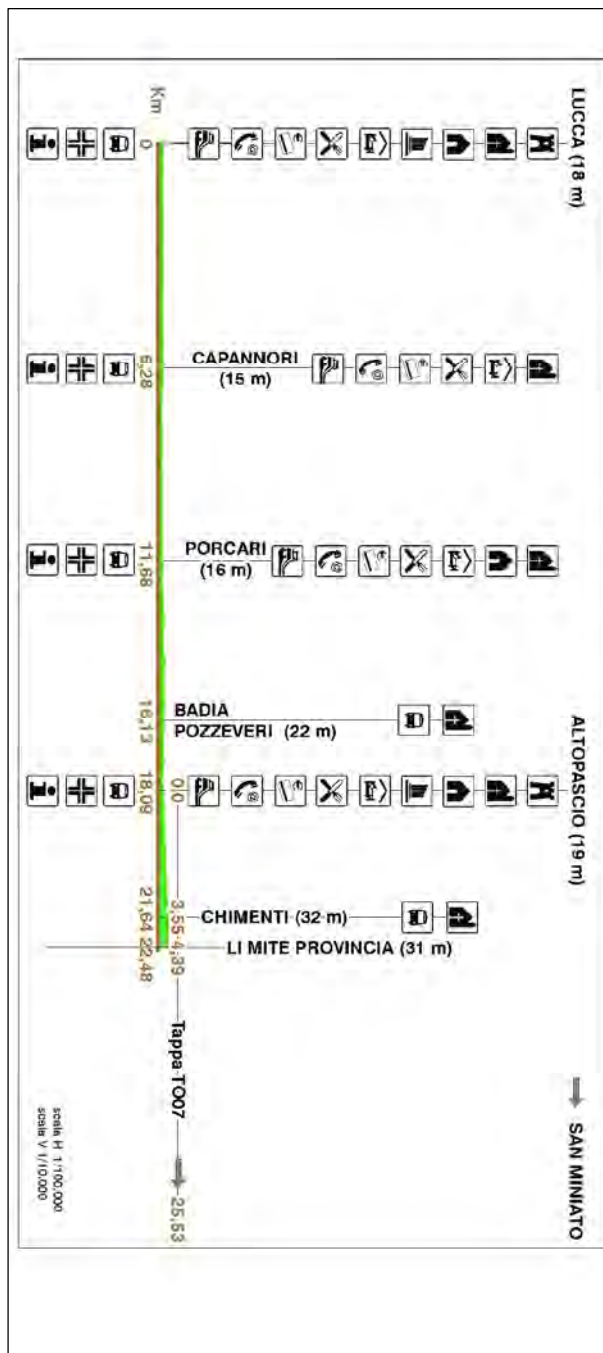 LUCCA (18 m)
ALTOPASCIO (19 m)
SAN MINIATO
CAPANNORI
(15 m)
PORCARI
(16 m)
BADIA
POZZEVERI (22 m)
CHIMENTI (32 m)
LI MITE PROVINCIA (31 m)
0,0
3,55
4,39
Tappa TO07
25,53
Km
0
6,28
11,68
16,13
18,09
21,64
22,48
scala H 1/100.000
scala V 1/10.000